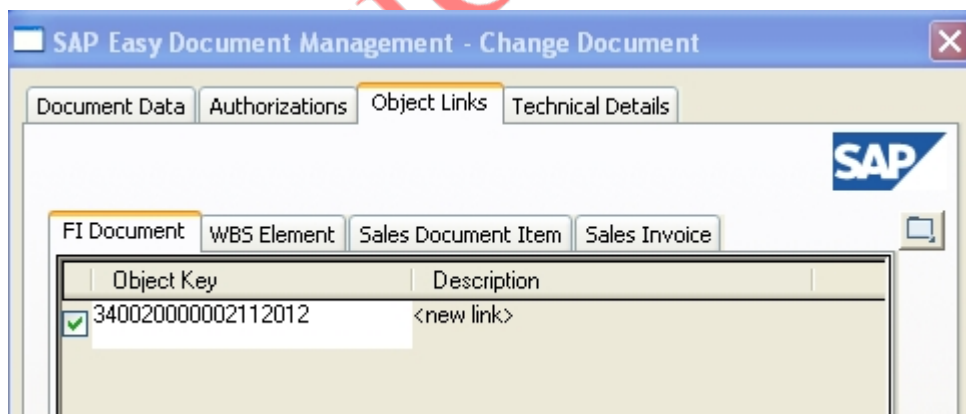 SAP Easy Document Management - Change Document
Document Data Authorizations Object Links Technical Details
SAP
FI Document WBS Element Sales Document Item Sales Invoice
Object Key Description
340020000002112012 <new link>